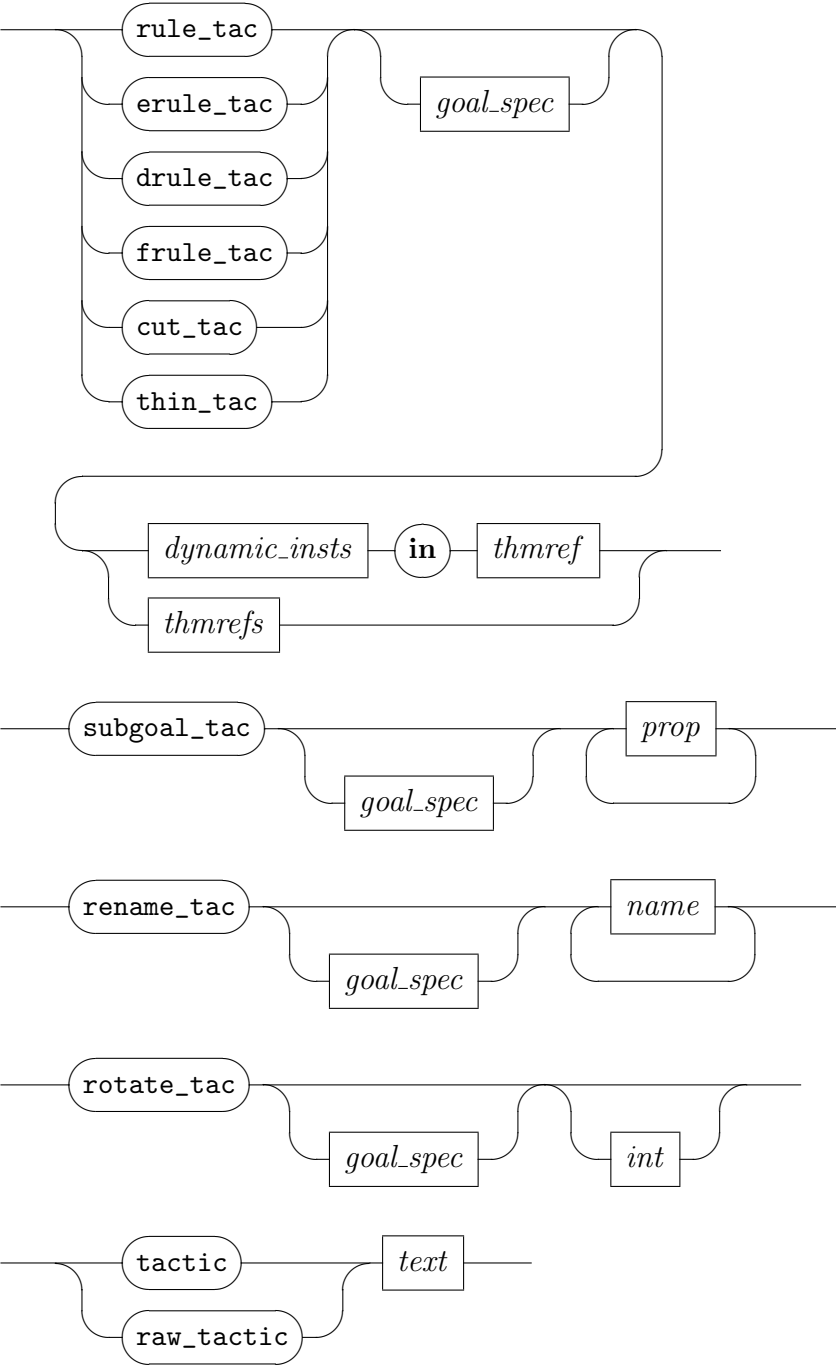 rule_tac
erule_tac goal_spec
drule_tac
frule_tac
cut_tac
thin_tac
dynamic_insts in thmref
thmrefs
subgoal_tac prop
goal_spec
rename_tac name
goal_spec
rotate_tac
goal_spec int
tactic text
raw_tactic